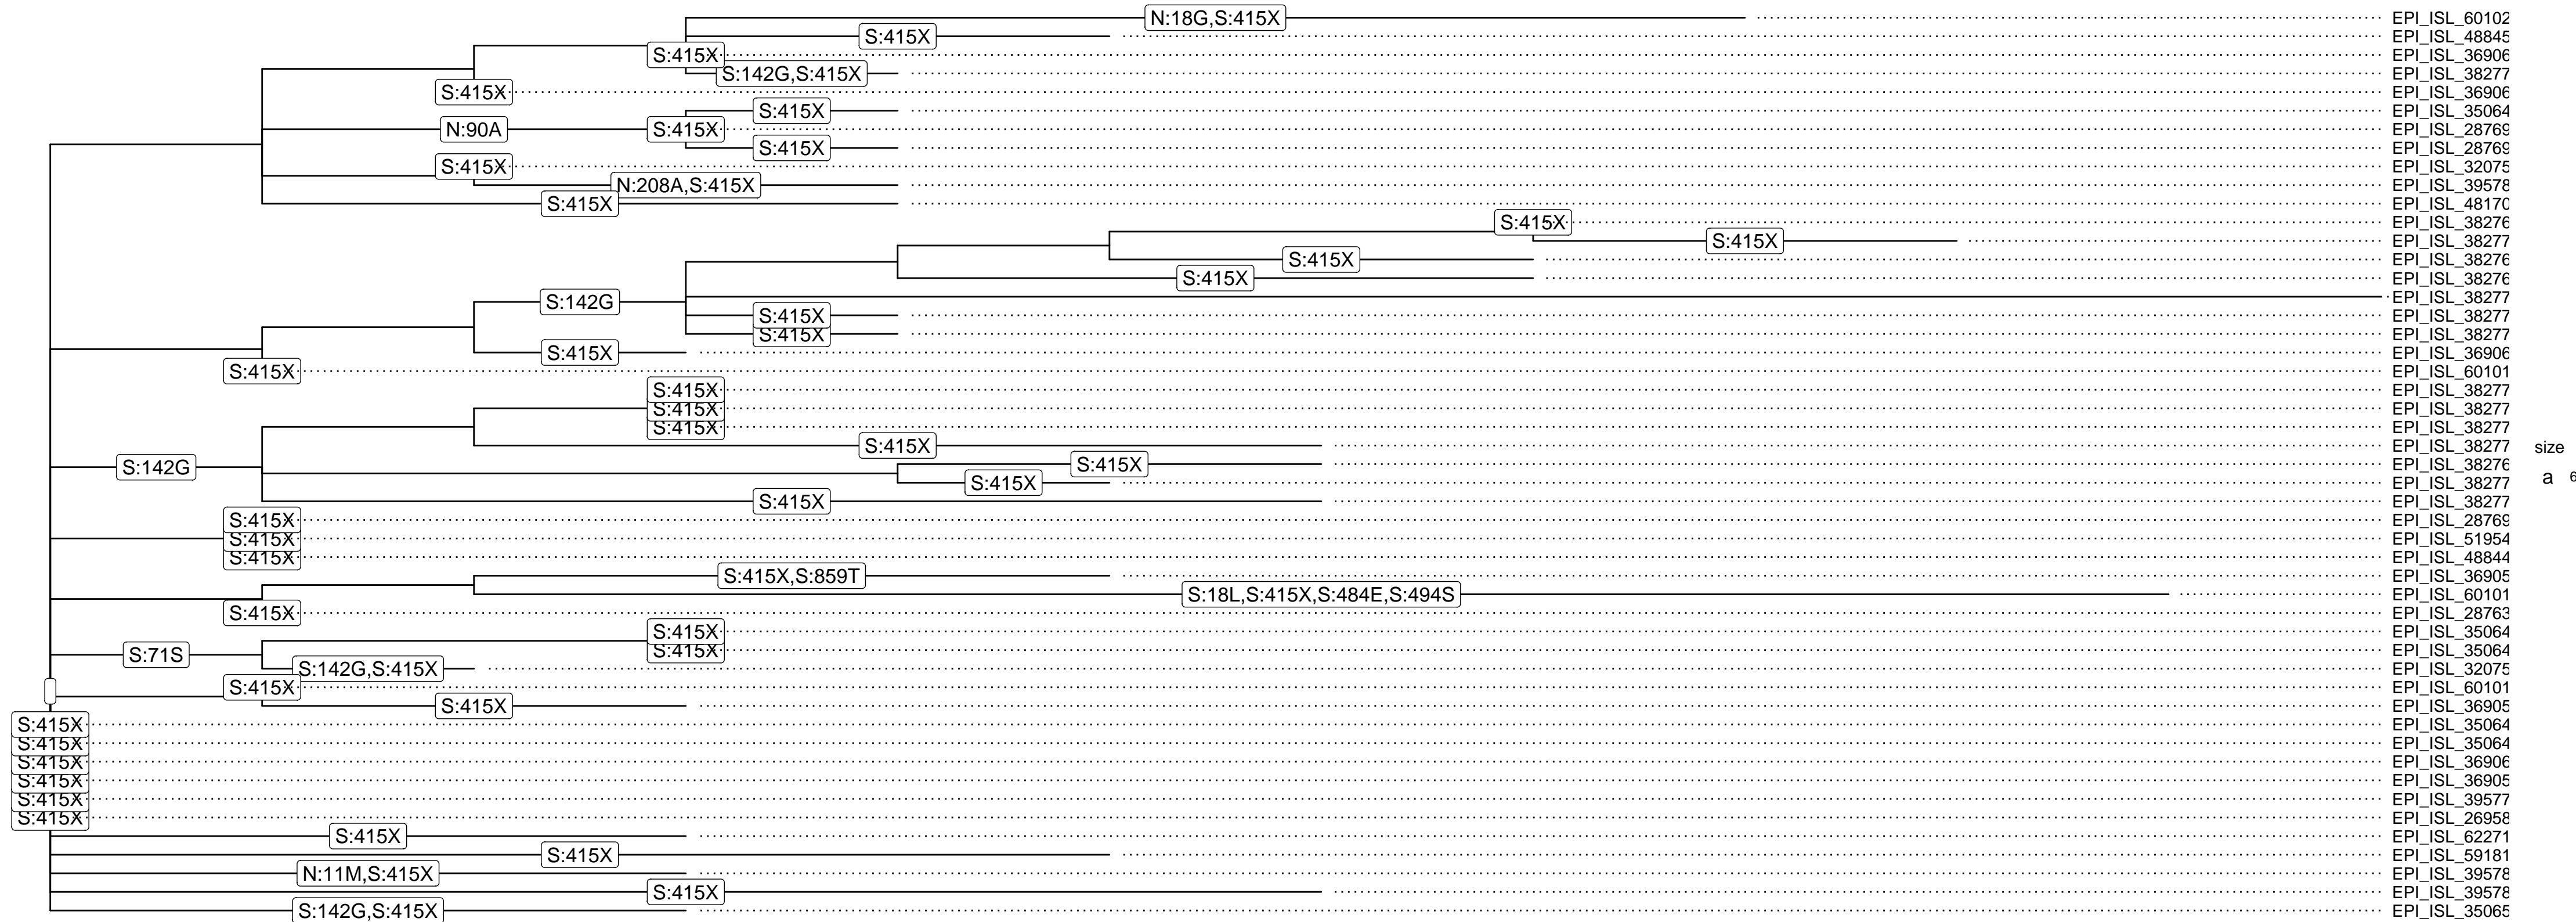 N:18G,S:415X EPI_ISL_60102
S:415X EPI_ISL_48845
S:415X EPI_ISL_36906
S:142G,S:415X EPI_ISL_38277
S:415X EPI_ISL_36906
S:415X EPI_ISL_35064
N:90A S:415X EPI_ISL_28769
S:415X EPI_ISL_28769
S:415X EPI_ISL_32075
N:208A,S:415X EPI_ISL_39578
S:415X EPI_ISL_48170
S:415X EPI_ISL_38276
S:415X EPI_ISL_38277
S:415X EPI_ISL_38276
S:415X EPI_ISL_38276
S:142G EPI_ISL_38277
S:415X EPI_ISL_38277
S:415X EPI_ISL_38277
S:415X EPI_ISL_36906
S:415X EPI_ISL_60101
S:415X EPI_ISL_38277
S:415X EPI_ISL_38277
S:415X EPI_ISL_38277
S:415X EPI_ISL_38277
size
S:142G S:415X EPI_ISL_38276
S:415X EPI_ISL_38277
a 6
S:415X EPI_ISL_38277
S:415X EPI_ISL_28769
S:415X EPI_ISL_51954
S:415X EPI_ISL_48844
S:415X,S:859T EPI_ISL_36905
S:18L,S:415X,S:484E,S:494S EPI_ISL_60101
S:415X EPI_ISL_28763
S:415X EPI_ISL_35064
S:71S S:415X EPI_ISL_35064
S:142G,S:415X EPI_ISL_32075
S:415X EPI_ISL_60101
S:415X EPI_ISL_36905
S:415X EPI_ISL_35064
S:415X EPI_ISL_35064
S:415X EPI_ISL_36906
S:415X EPI_ISL_36905
S:415X EPI_ISL_39577
S:415X EPI_ISL_26958
S:415X EPI_ISL_62271
S:415X EPI_ISL_59181
N:11M,S:415X EPI_ISL_39578
S:415X EPI_ISL_39578
S:142G,S:415X EPI_ISL_35065